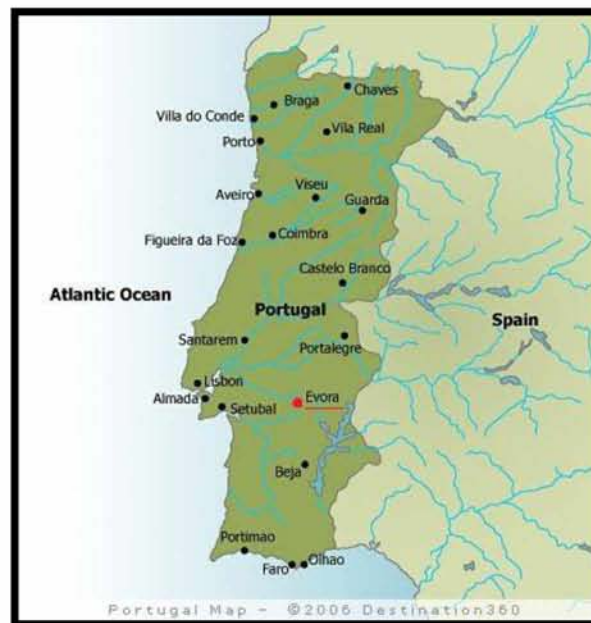 Chaves
Braga
Villa do Conde
Vila Real
Porto
Viseu
Aveiro
Guarda
Coimbra
Figueira da Foz
Castelo Branco
Atlantic Ocean
Portugal
Spain
Santarem
Portalegre
Lisbon
Almada
Evora
Setubal
Beja
Portimao
Olhao
Faro
Portugal Map - ©2006 Destination360